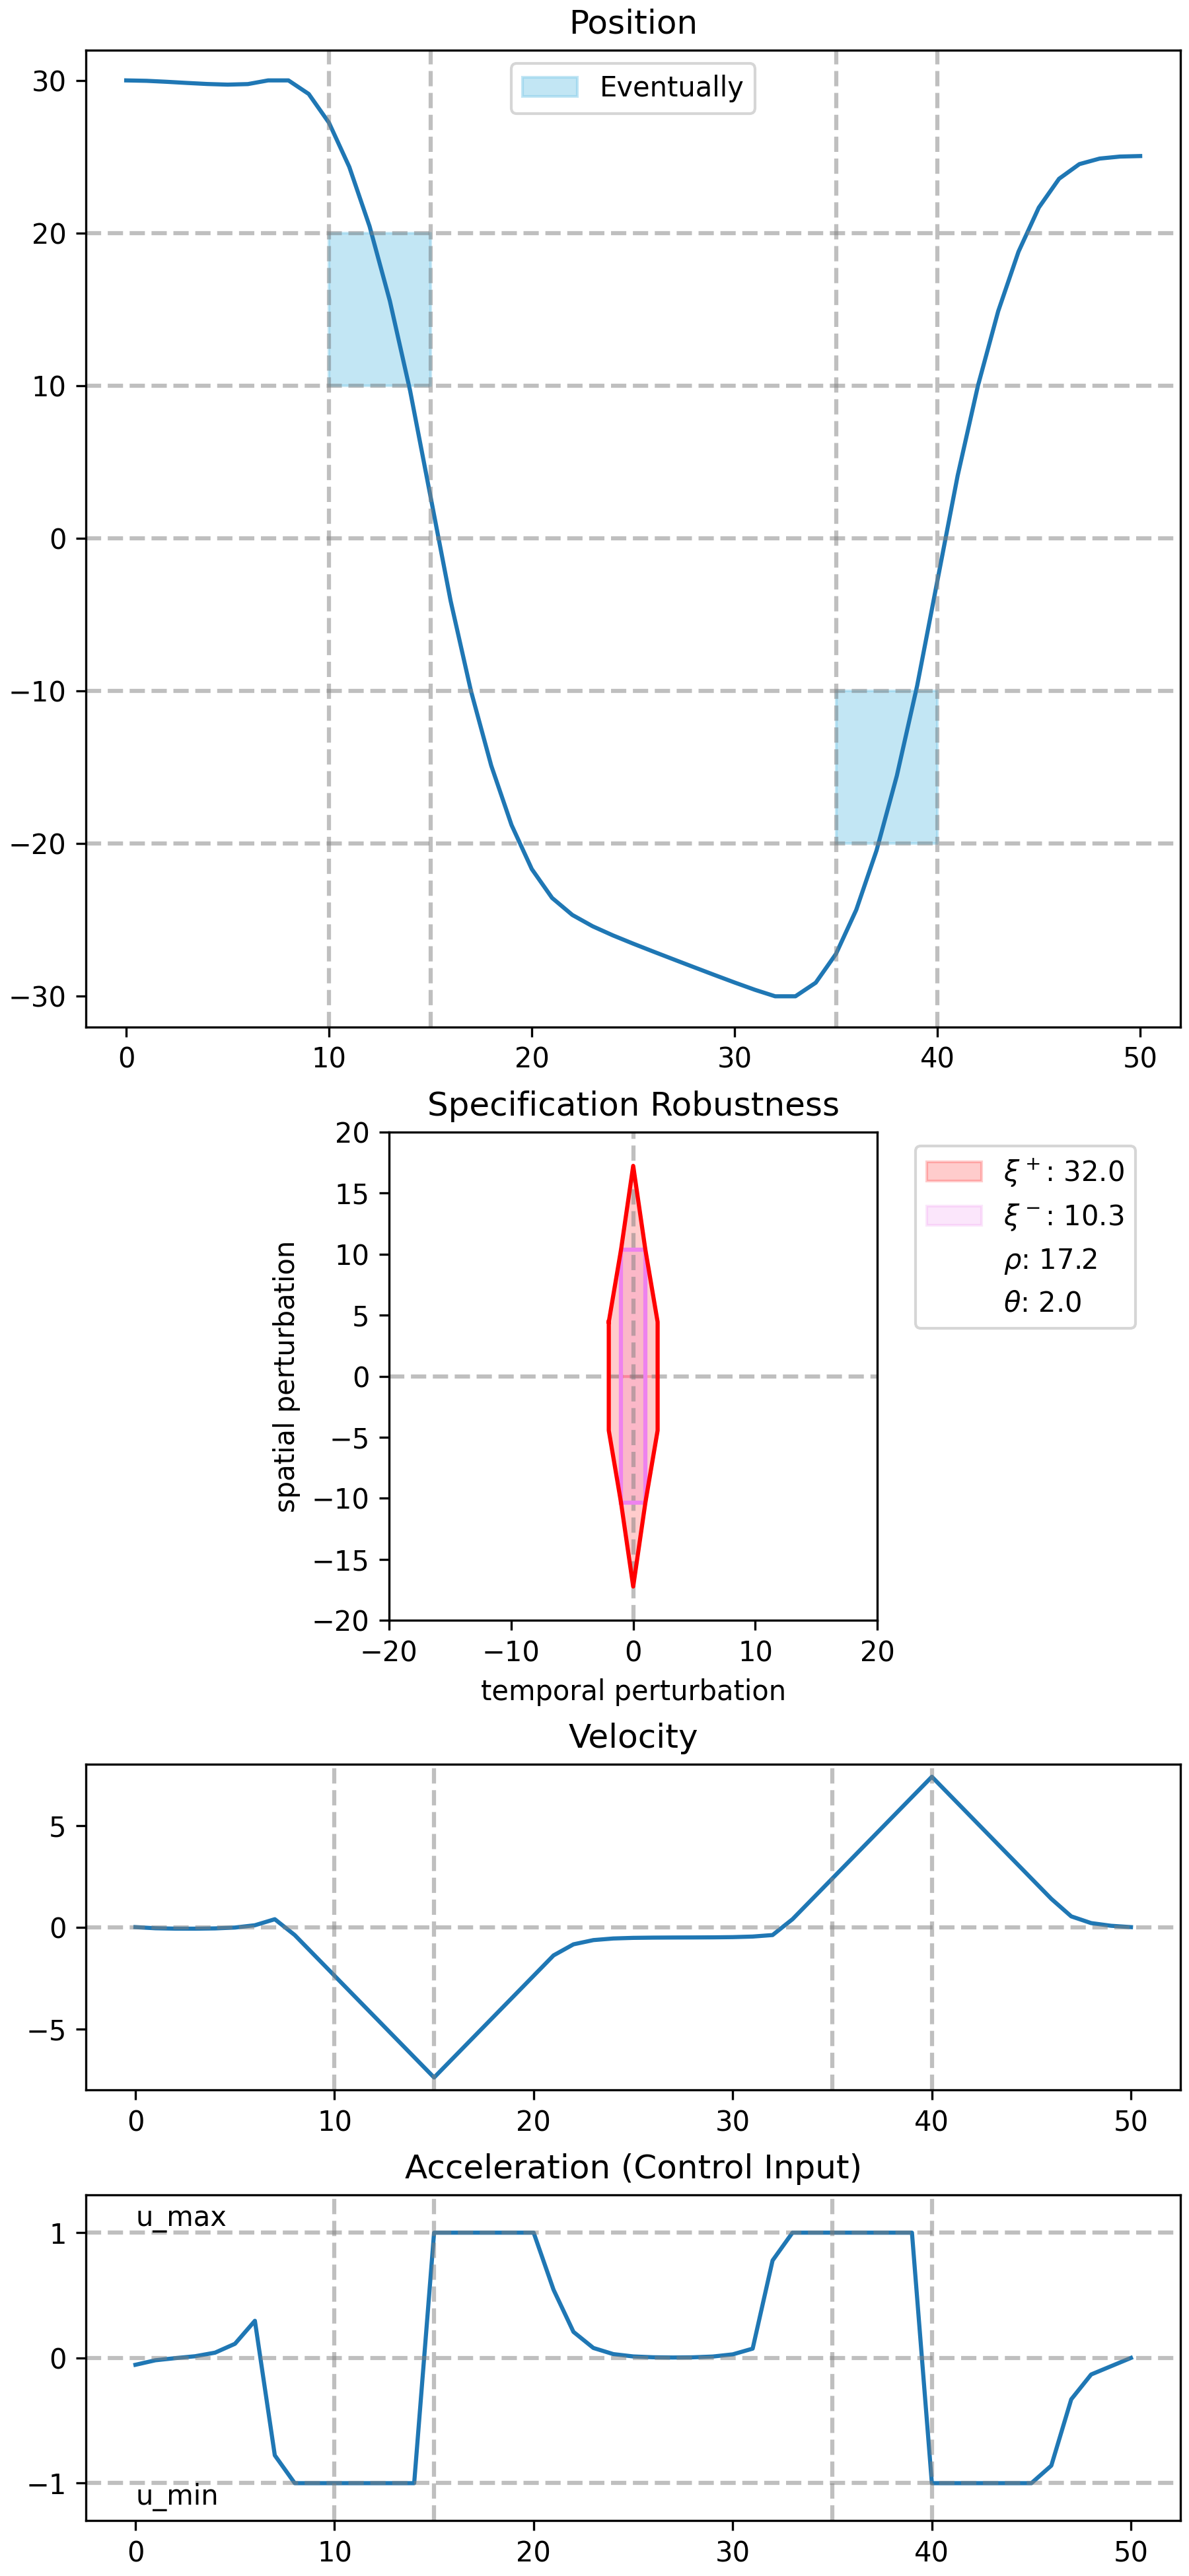 Position
Eventually
30
20
10
0
−10
−20
−30
0 10 20 30 40 50
Specification Robustness
20
15
10
5
0
−5
−10
−15
−20
spatial perturbation
−20 −10 0 10 20
temporal perturbation
ξ⁺: 32.0
ξ⁻: 10.3
ρ: 17.2
θ: 2.0
Velocity
5
0
−5
0 10 20 30 40 50
Acceleration (Control Input)
u_max
1
0
−1
u_min
0 10 20 30 40 50